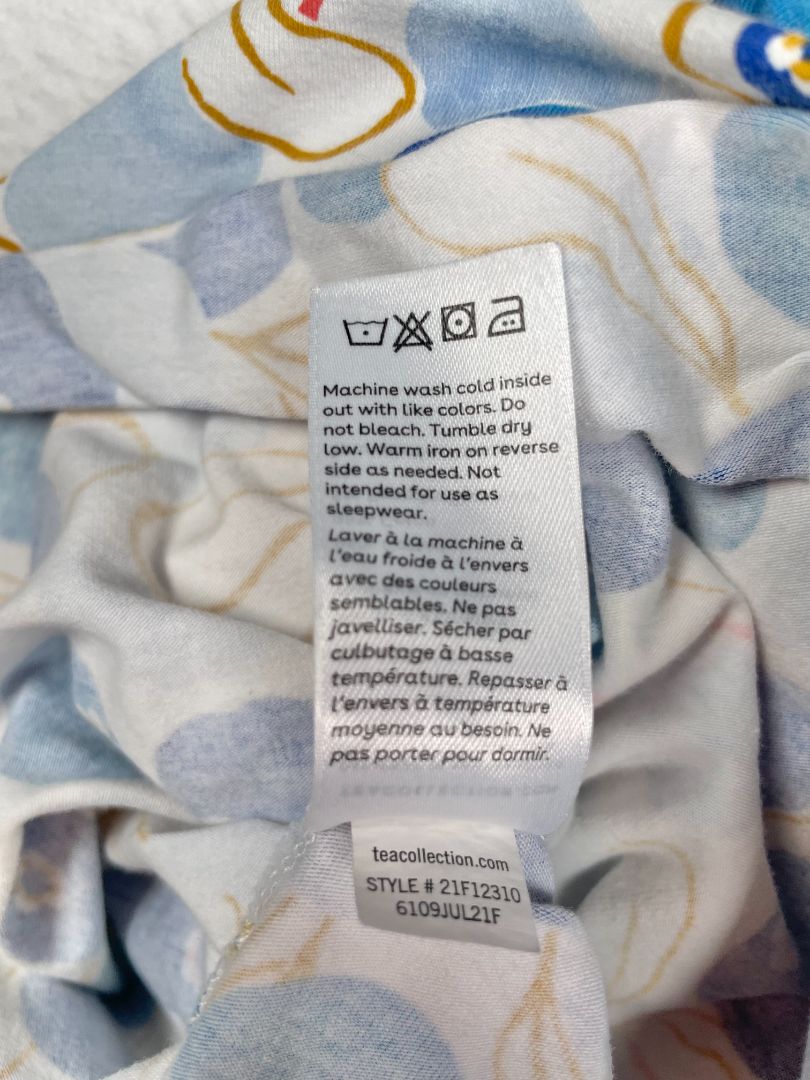 Machine wash cold inside
out with like colors. Do
not bleach. Tumble dry
low. Warm iron on reverse
side as needed. Not
intended for use as
sleepwear.
Laver à la machine à
l'eau froide à l'envers
avec des couleurs
semblables. Ne pas
javelliser. Sécher par
culbutage à basse
température. Repasser à
l'envers à température
moyenne au besoin. Ne
pas porter pour dormir.
teacollection.com
STYLE # 21F12310
6109JUL21F